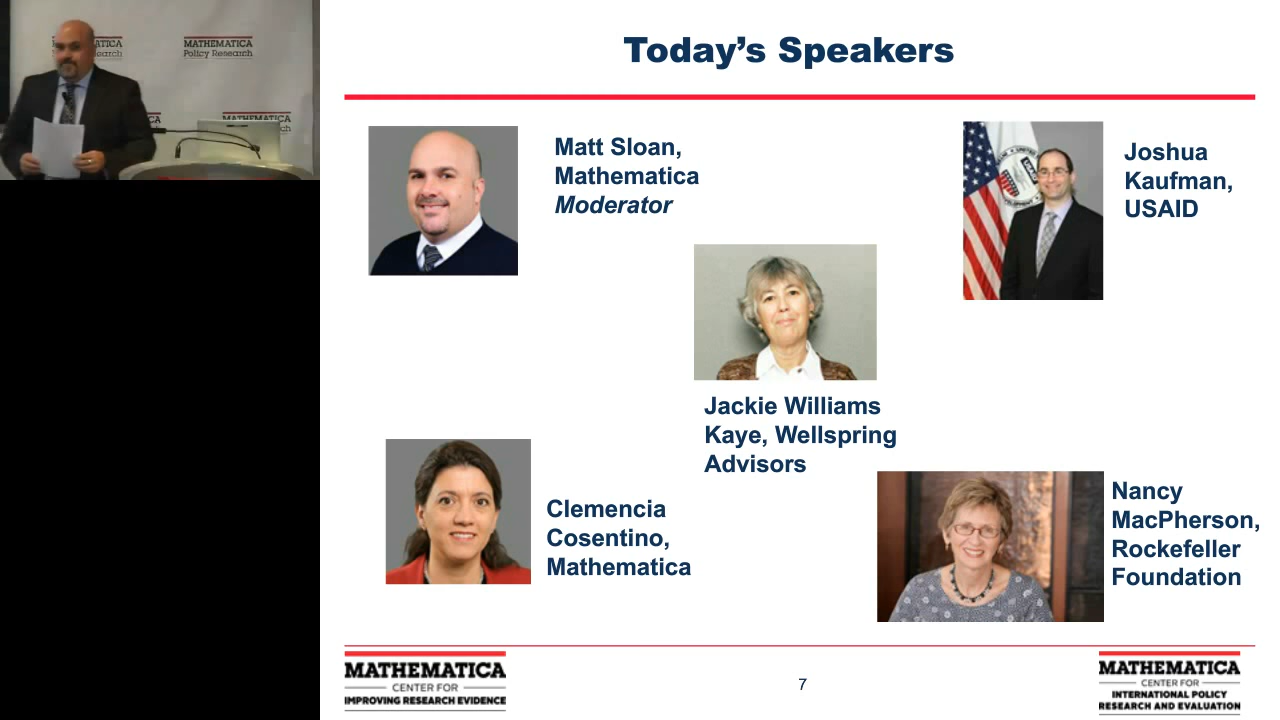 MATHEMATICA
Policy Research
Today's Speakers
Matt Sloan,
Mathematica
Moderator
Joshua
Kaufman,
USAID
Jackie Williams
Kaye, Wellspring
Advisors
Clemencia
Cosentino,
Mathematica
Nancy
MacPherson,
Rockefeller
Foundation
MATHEMATICA
CENTER FOR
IMPROVING RESEARCH EVIDENCE
7
MATHEMATICA
CENTER FOR
INTERNATIONAL POLICY
RESEARCH AND EVALUATION